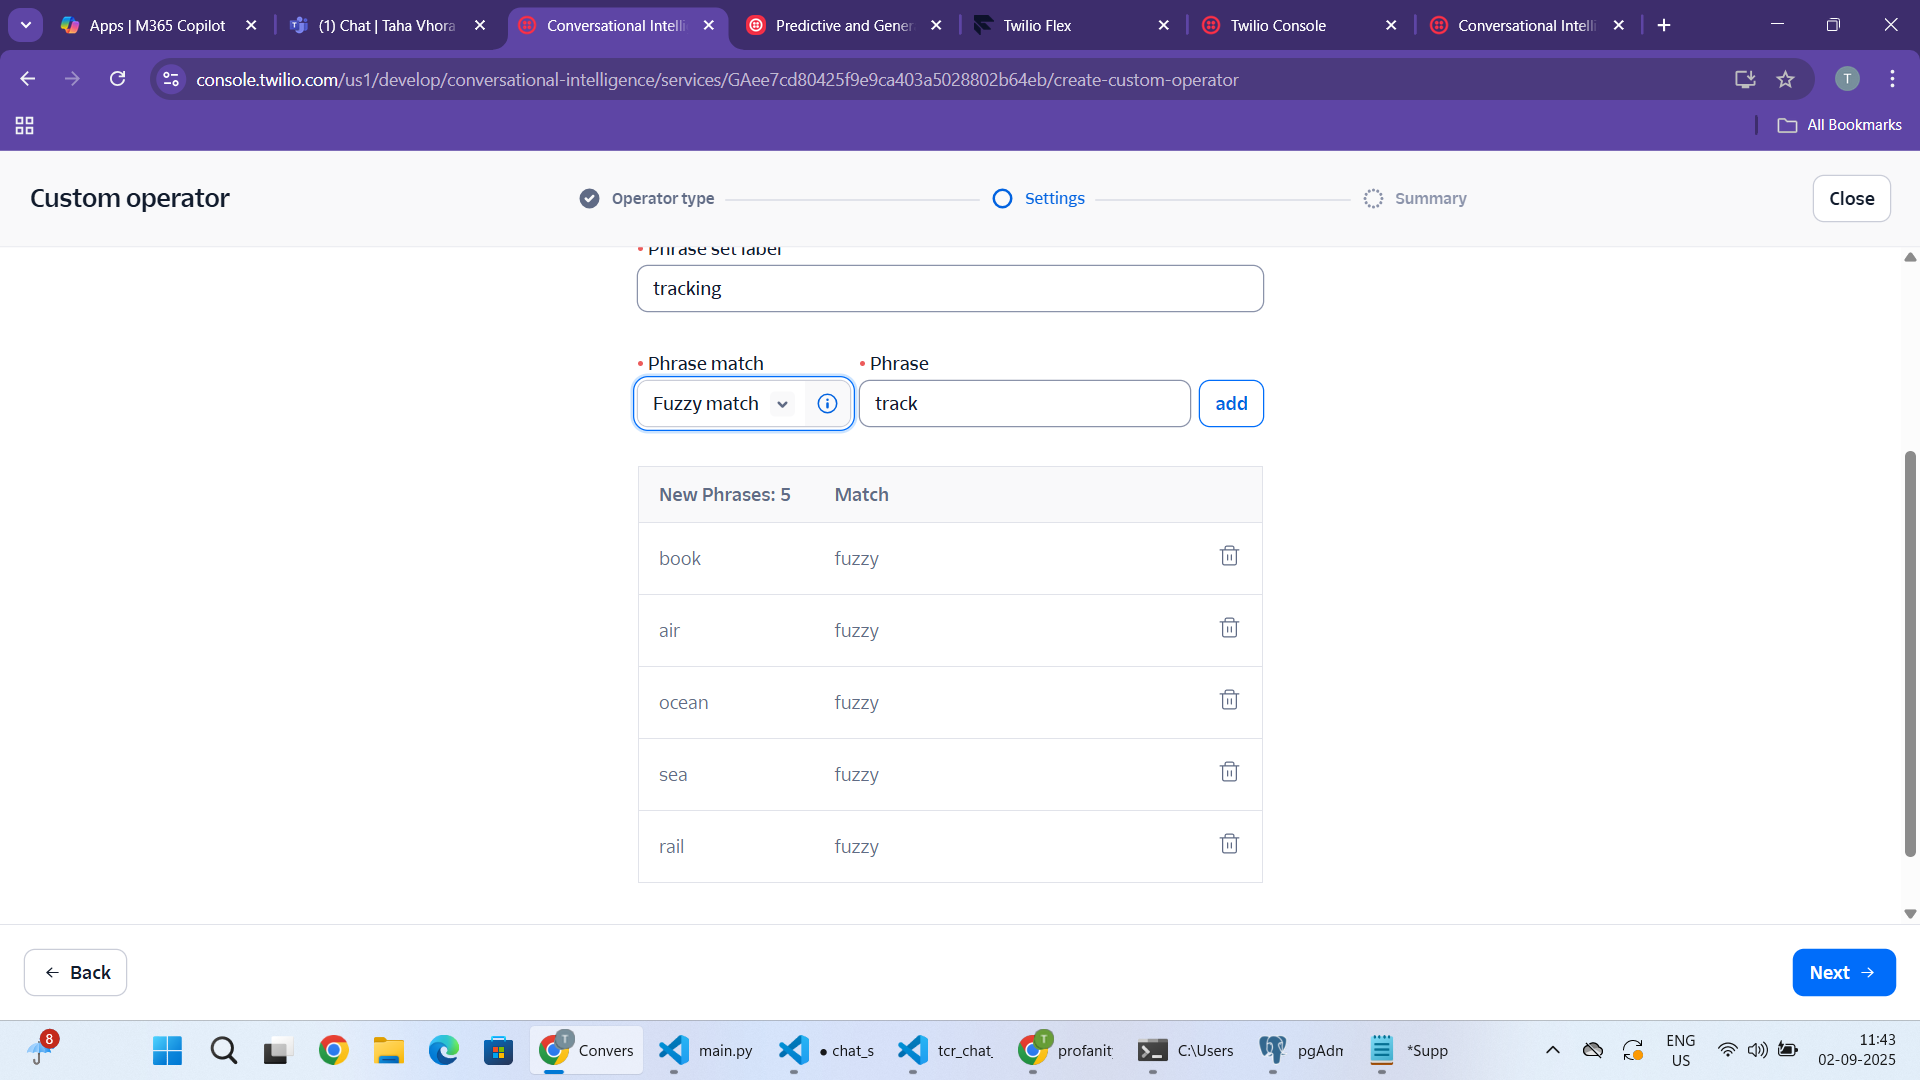 Apps | M365 Copilot
(1) Chat | Taha Vhora
Conversational Intelli
Predictive and Gener
Twilio Flex
Twilio Console
Conversational Intelli
console.twilio.com/us1/develop/conversational-intelligence/services/GAee7cd80425f9e9ca403a5028802b64eb/create-custom-operator
T
All Bookmarks
Custom operator
Operator type
Settings
Summary
Close
Phrase set label
tracking
Phrase match
Phrase
Fuzzy match
track
add
New Phrases: 5 Match
book fuzzy
air fuzzy
ocean fuzzy
sea fuzzy
rail fuzzy
Back
Next
8
T
Convers
main.py
● chat_s
tcr_chat_
T
profanit
C:\Users
pgAdm
*Supp
ENG
US
11:43
02-09-2025